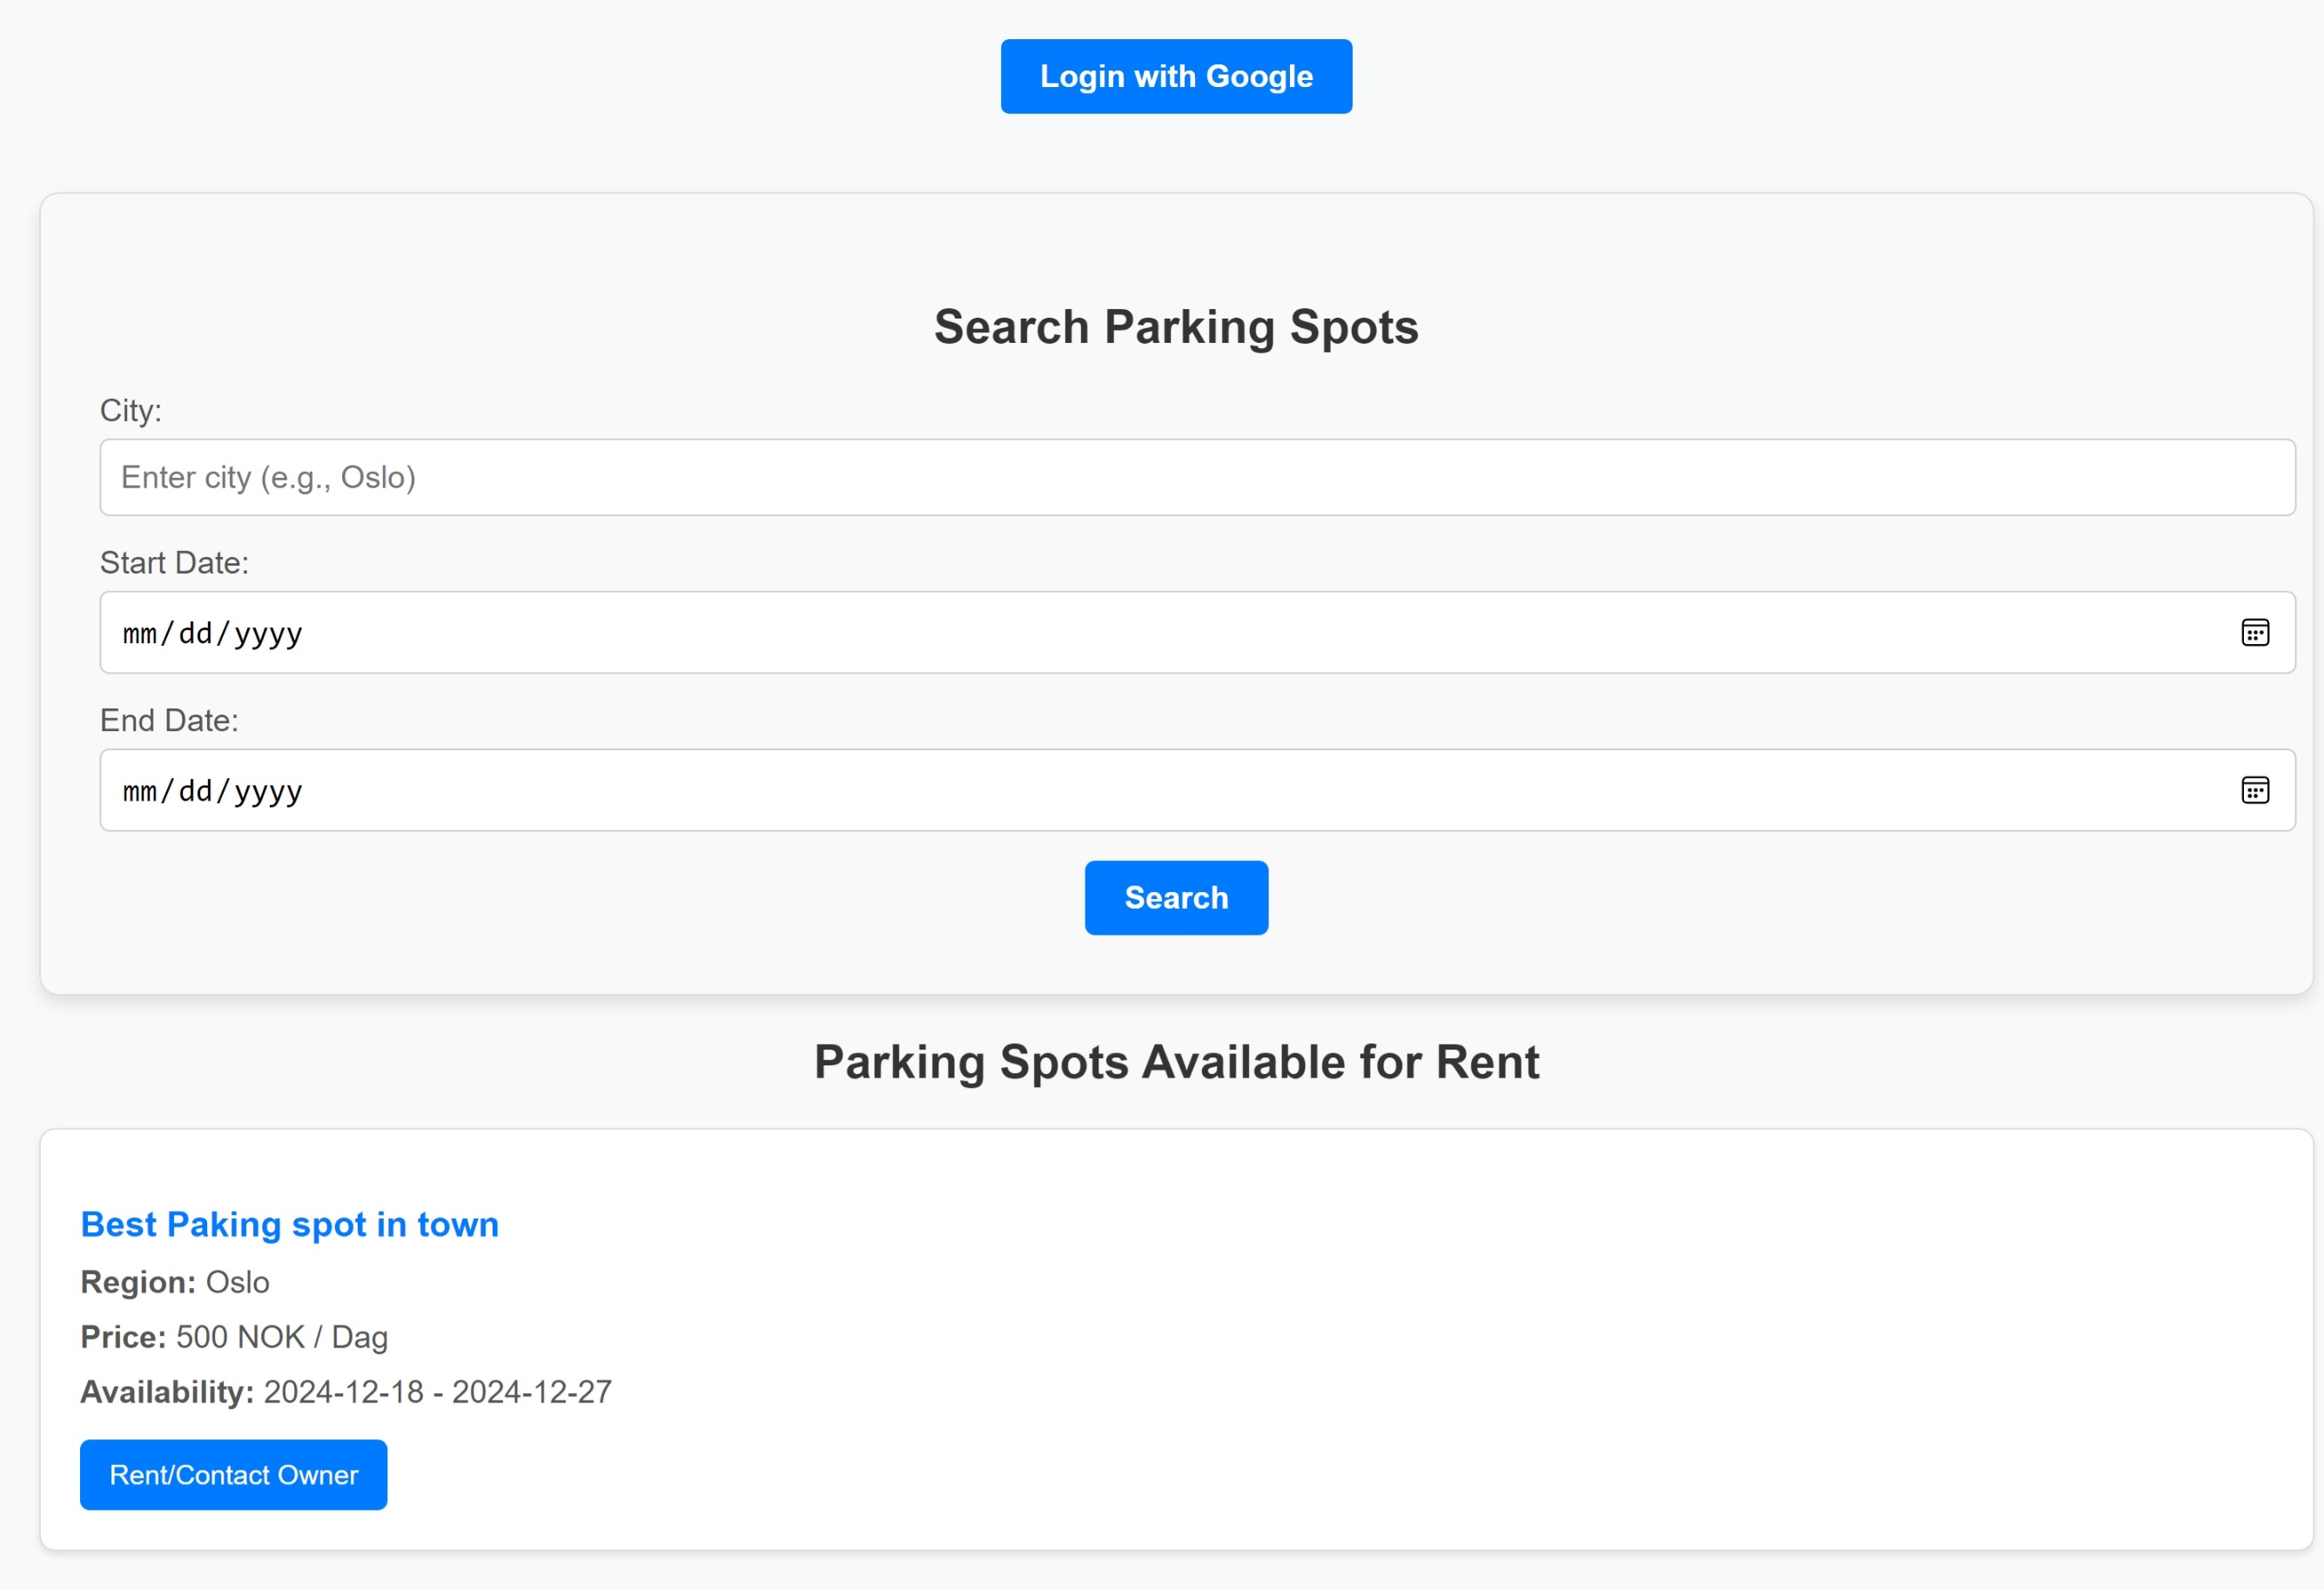 Login with Google
Search Parking Spots
City:
Enter city (e.g., Oslo)
Start Date:
mm/dd/yyyy
End Date:
mm/dd/yyyy
Search
Parking Spots Available for Rent
Best Paking spot in town
Region: Oslo
Price: 500 NOK / Dag
Availability: 2024-12-18 - 2024-12-27
Rent/Contact Owner